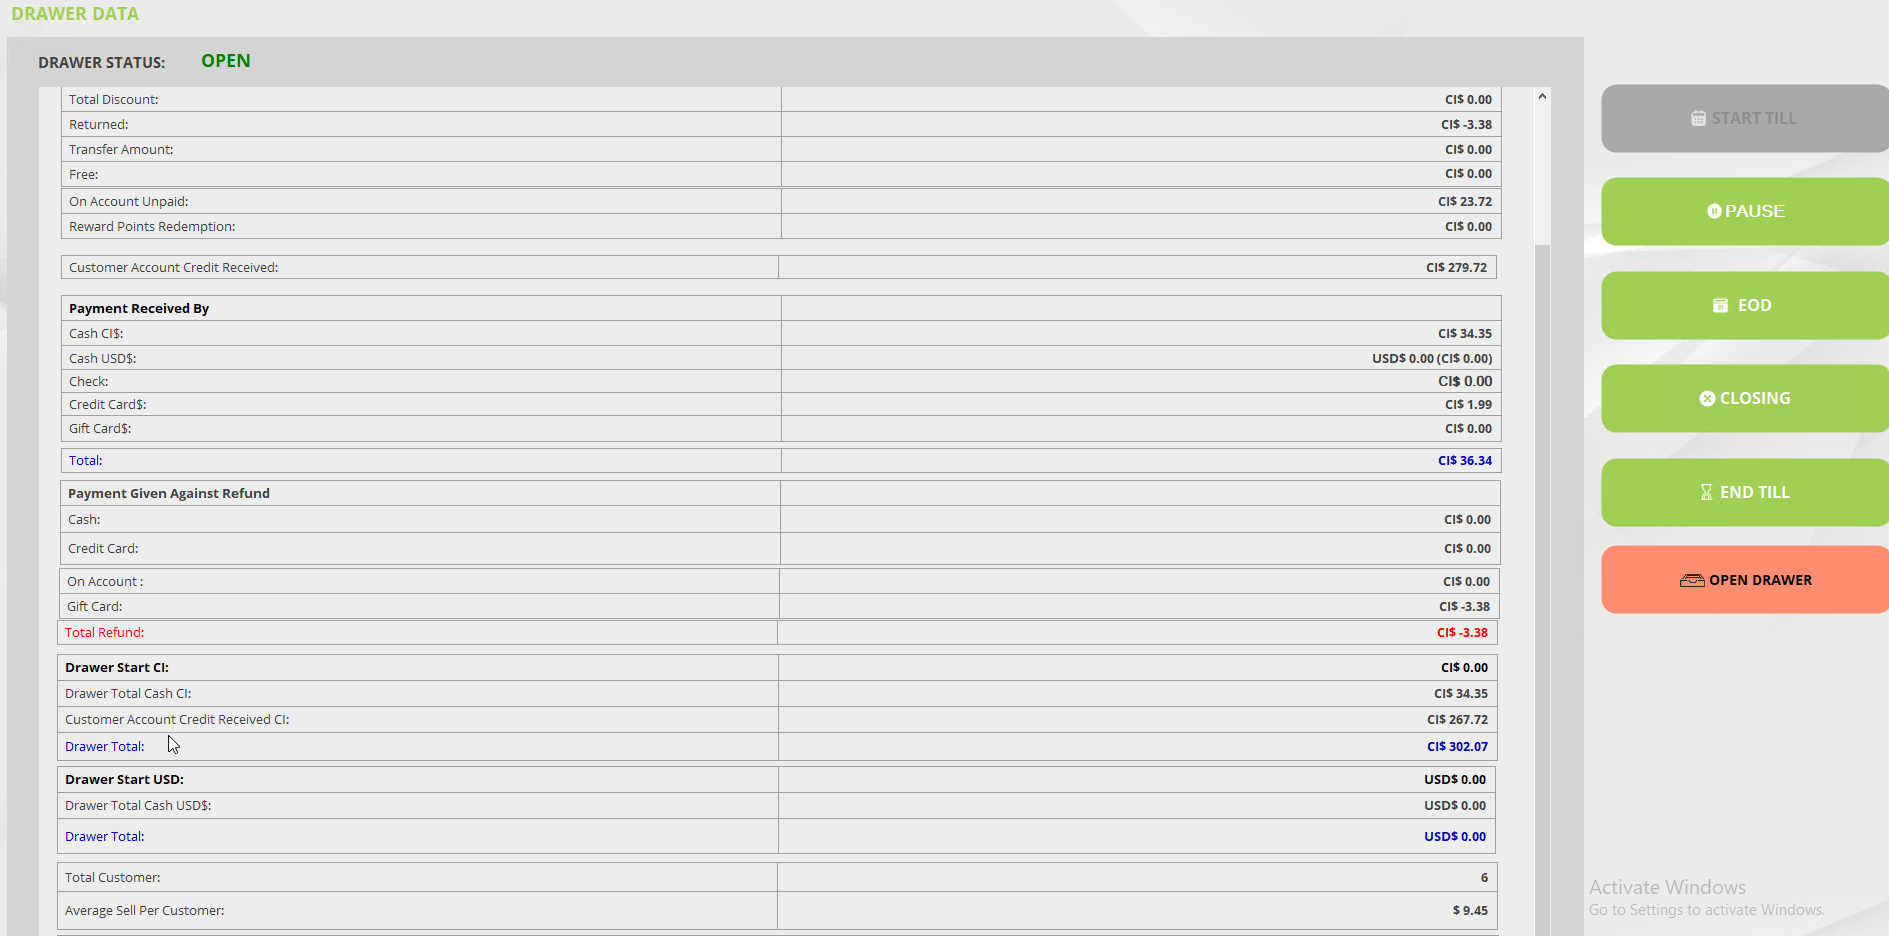 DRAWER DATA
DRAWER STATUS: OPEN
Total Discount: CI$ 0.00
Returned: CI$ -3.38
Transfer Amount: CI$ 0.00
Free: CI$ 0.00
On Account Unpaid: CI$ 23.72
Reward Points Redemption: CI$ 0.00
Customer Account Credit Received: CI$ 279.72
Payment Received By
Cash CI$: CI$ 34.35
Cash USD$: USD$ 0.00 (CI$ 0.00)
Check: CI$ 0.00
Credit Card$: CI$ 1.99
Gift Card$: CI$ 0.00
Total: CI$ 36.34
Payment Given Against Refund
Cash: CI$ 0.00
Credit Card: CI$ 0.00
On Account : CI$ 0.00
Gift Card: CI$ -3.38
Total Refund: CI$ -3.38
Drawer Start CI: CI$ 0.00
Drawer Total Cash CI: CI$ 34.35
Customer Account Credit Received CI: CI$ 267.72
Drawer Total: CI$ 302.07
Drawer Start USD: USD$ 0.00
Drawer Total Cash USD$: USD$ 0.00
Drawer Total: USD$ 0.00
Total Customer: 6
Average Sell Per Customer: $ 9.45
START TILL
PAUSE
EOD
CLOSING
END TILL
OPEN DRAWER
Activate Windows
Go to Settings to activate Windows.